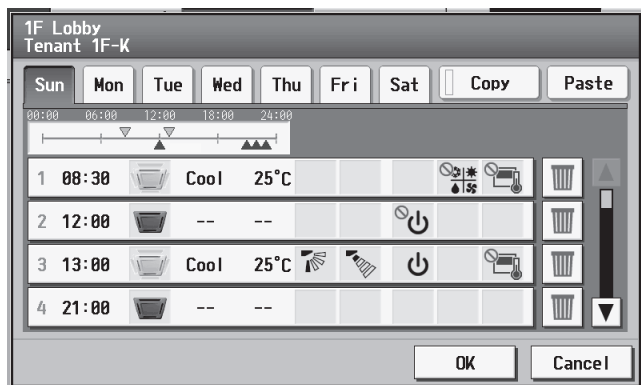 1F Lobby
Tenant 1F-K
Sun Mon Tue Wed Thu Fri Sat Copy Paste
00:00 06:00 12:00 18:00 24:00
1 08:30 Cool 25°C
2 12:00 -- --
3 13:00 Cool 25°C
4 21:00 -- --
OK Cancel